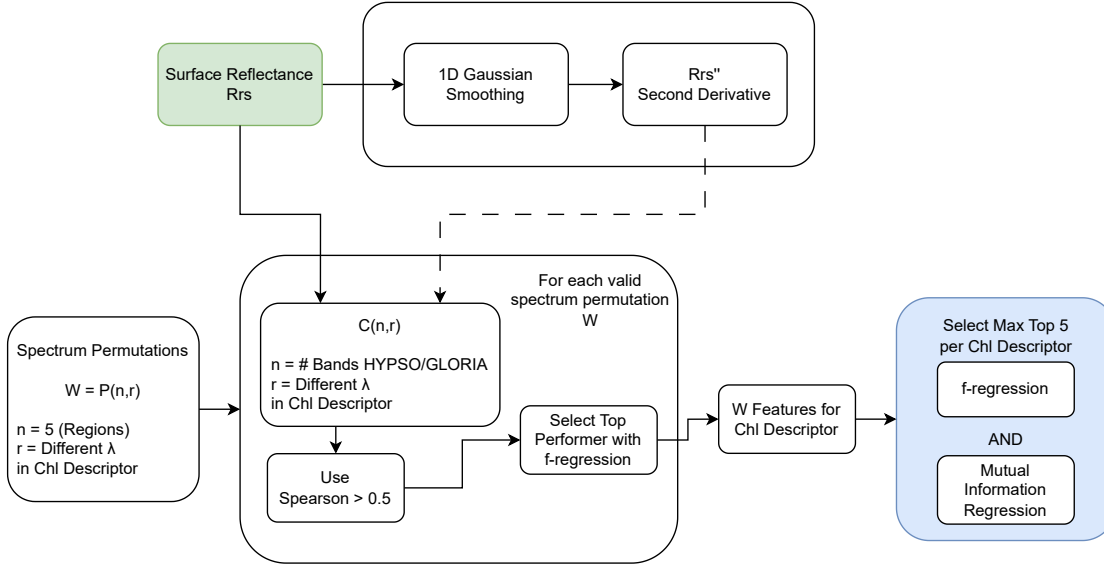 Surface Reflectance
Rrs
1D Gaussian
Smoothing
Rrs"
Second Derivative
For each valid
spectrum permutation
W
C(n,r)
n = # Bands HYPSO/GLORIA
r = Different λ
in Chl Descriptor
Spectrum Permutations
W = P(n,r)
n = 5 (Regions)
r = Different λ
in Chl Descriptor
Use
Spearson > 0.5
Select Top
Performer with
f-regression
W Features for
Chl Descriptor
Select Max Top 5
per Chl Descriptor
f-regression
AND
Mutual
Information
Regression